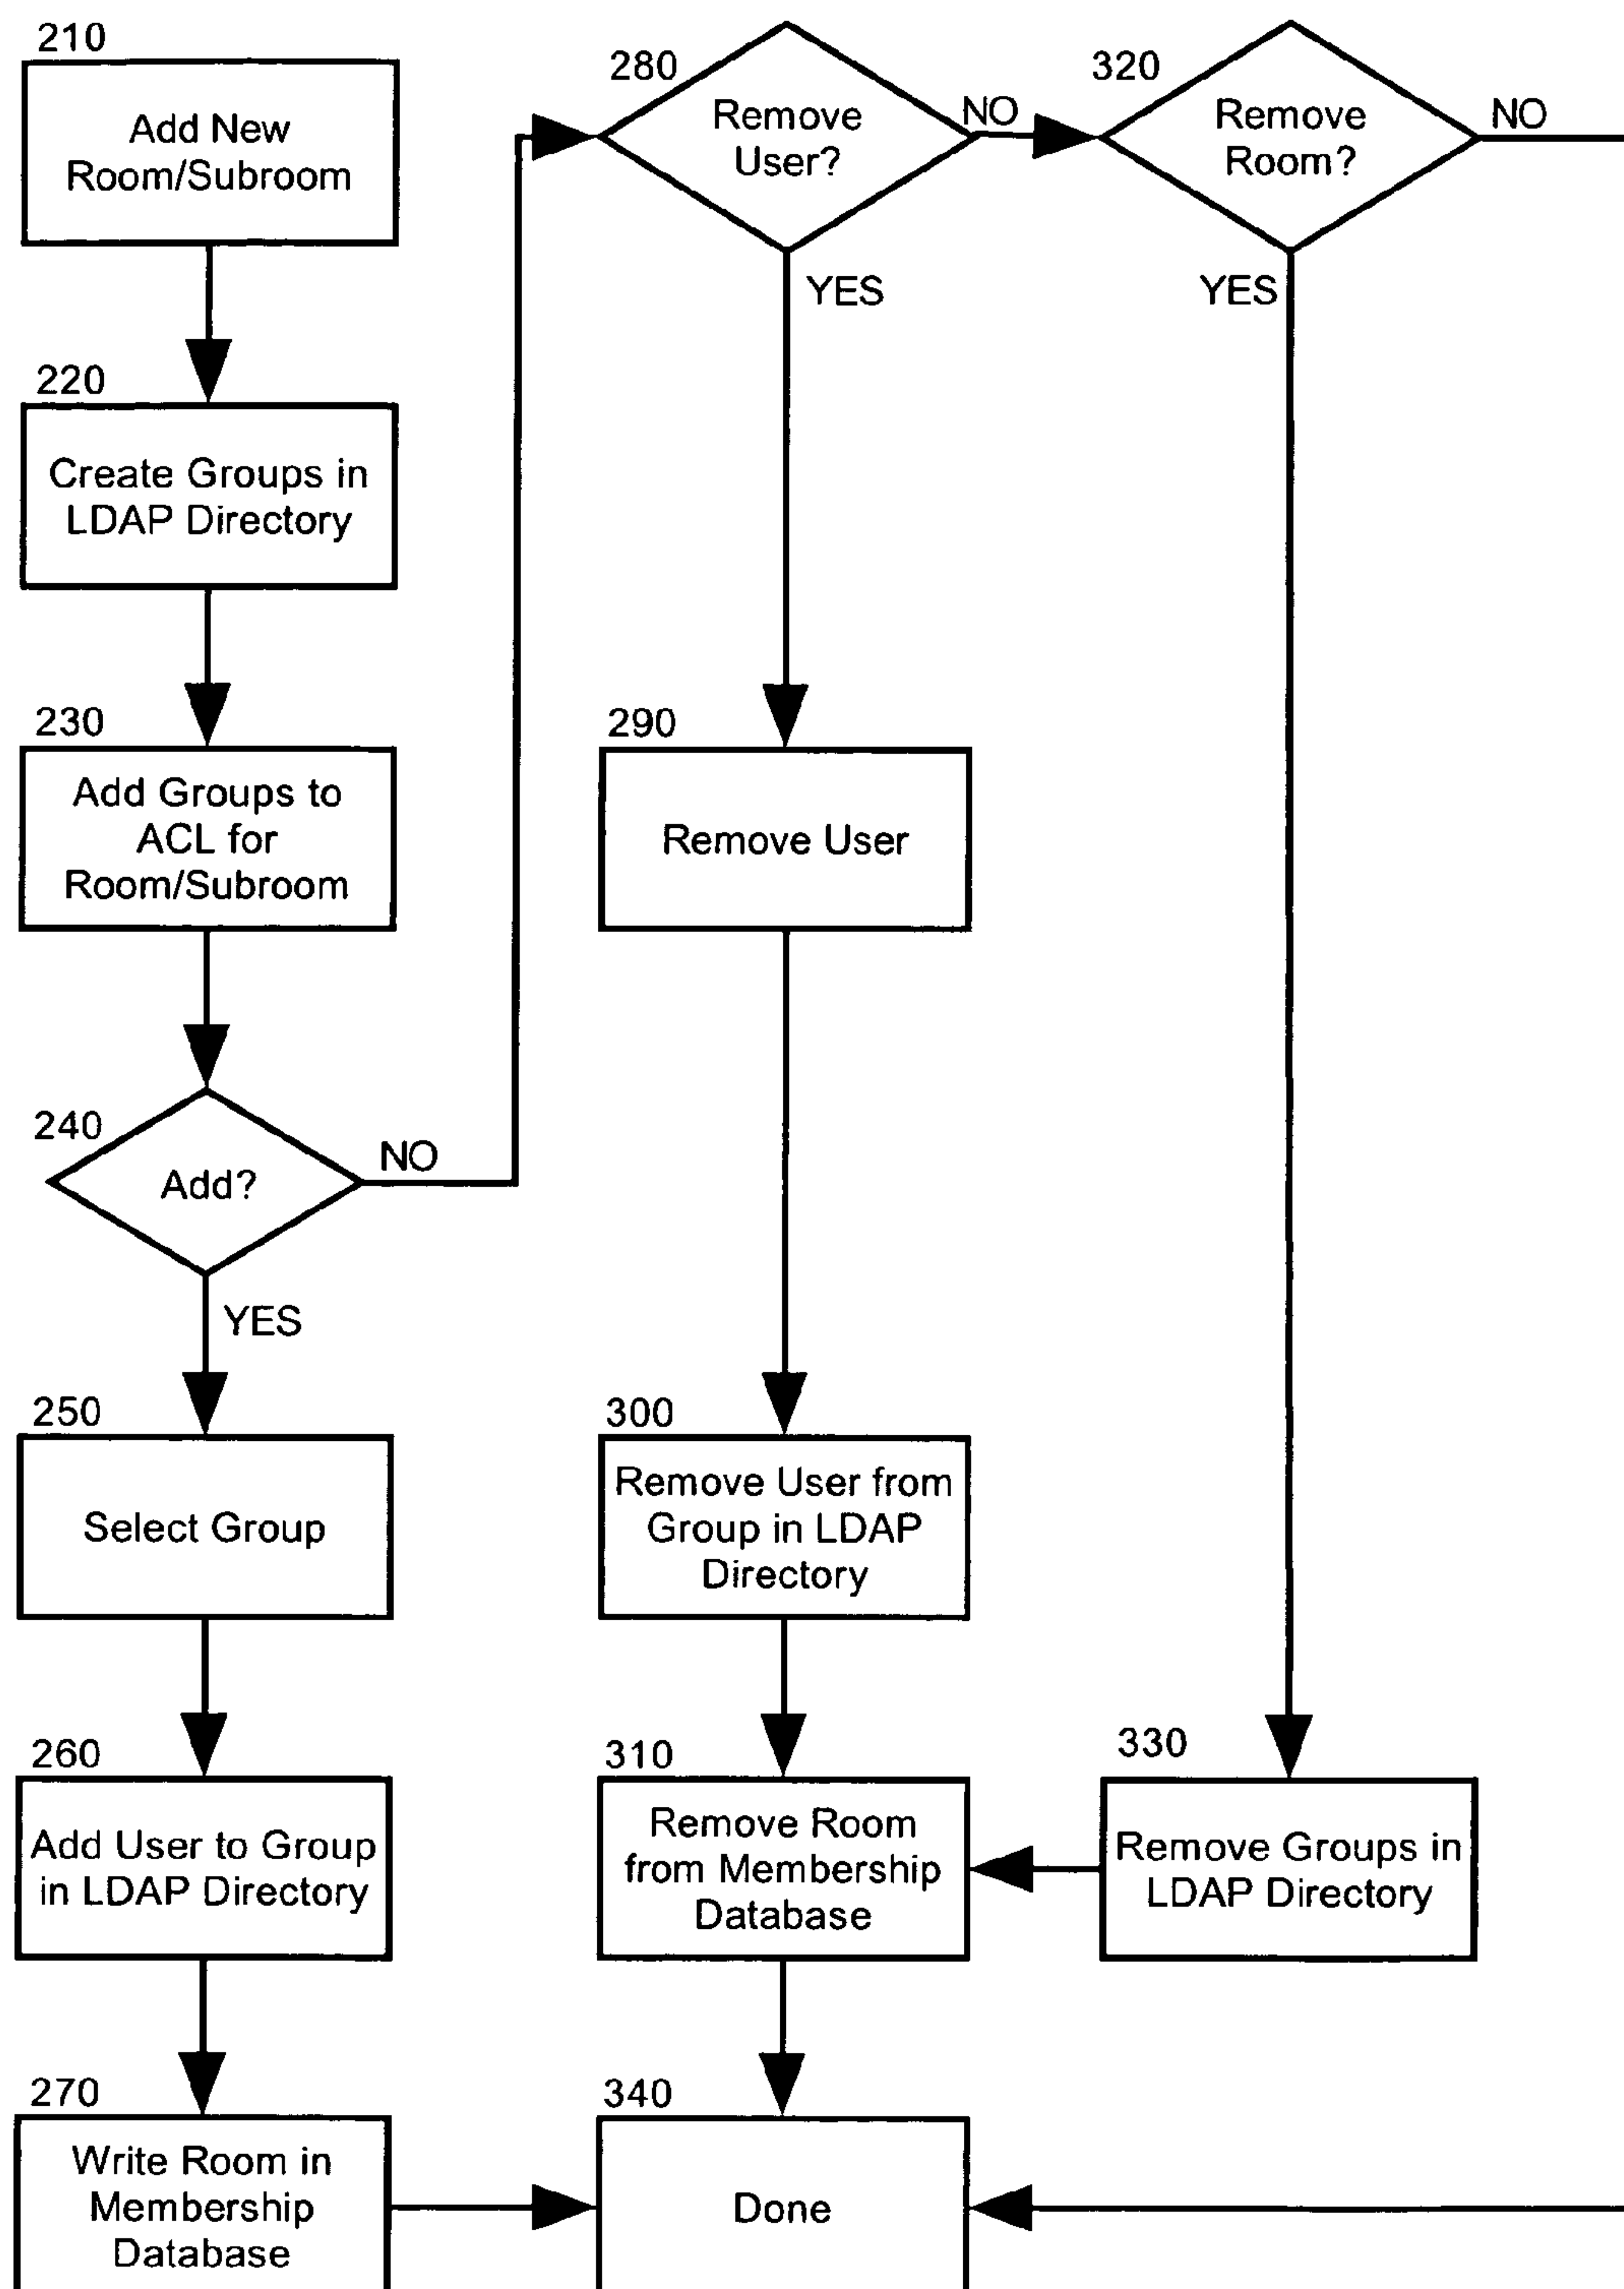 210
Add New
Room/Subroom
220
Create Groups in
LDAP Directory
230
Add Groups to
ACL for
Room/Subroom
240
Add?
NO
YES
250
Select Group
260
Add User to Group
in LDAP Directory
270
Write Room in
Membership
Database
280
Remove
User?
NO
YES
290
Remove User
300
Remove User from
Group in LDAP
Directory
310
Remove Room
from Membership
Database
320
Remove
Room?
NO
YES
330
Remove Groups in
LDAP Directory
340
Done